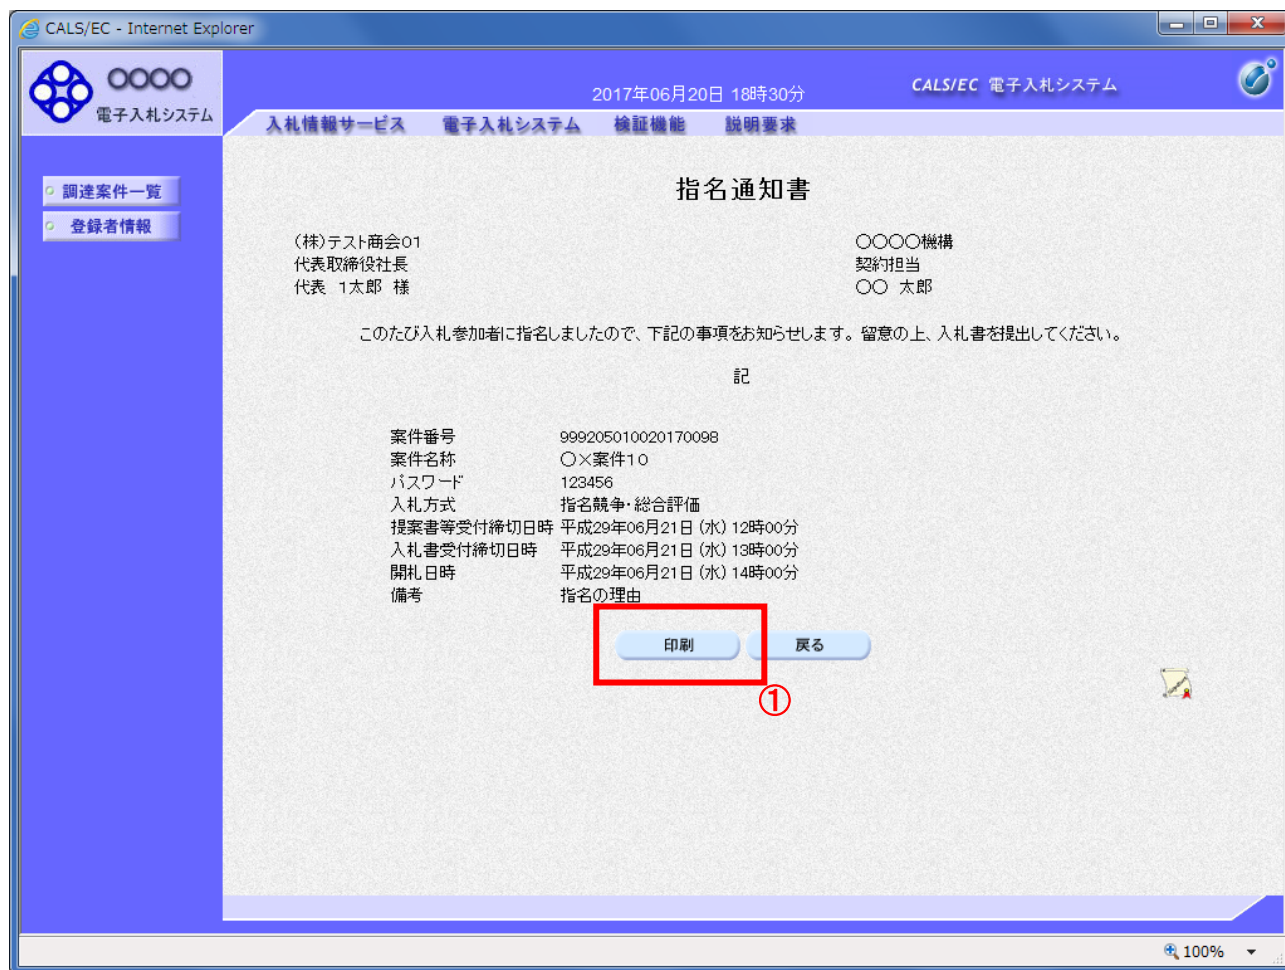 CALS/EC - Internet Explorer
〇〇〇〇
電子入札システム
2017年06月20日 18時30分
CALS/EC 電子入札システム
入札情報サービス 電子入札システム 検証機能 説明要求
調達案件一覧
登録者情報
指名通知書
(株)テスト商会01
代表取締役社長
代表 1太郎 様
〇〇〇〇機構
契約担当
〇〇 太郎
このたび入札参加者に指名しましたので、下記の事項をお知らせします。留意の上、入札書を提出してください。
記
案件番号 999205010020170098
案件名称 〇×案件10
パスワード 123456
入札方式 指名競争・総合評価
提案書等受付締切日時 平成29年06月21日 (水) 12時00分
入札書受付締切日時 平成29年06月21日 (水) 13時00分
開札日時 平成29年06月21日 (水) 14時00分
備考 指名の理由
印刷 戻る
①
100%